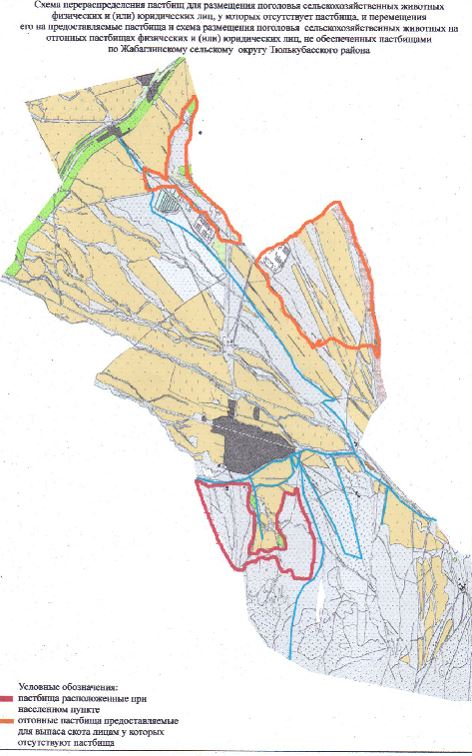 Схема перераспределения пастбищ для размещения поголовья сельскохозяйственных животных
физических и (или) юридических лиц, у которых отсутствует пастбища, и перемещения
его на предоставляемые пастбища и схема размещения поголовья сельскохозяйственных животных на
отгонных пастбищах физических и (или) юридических лиц, не обеспеченных пастбищами
по Жабаглинскому сельскому округу Тюлькубасского района
Условные обозначения:
пастбища расположенные при
населенном пункте
отгонные пастбища предоставляемые
для выпаса скота лицам у которых
отсутствуют пастбища